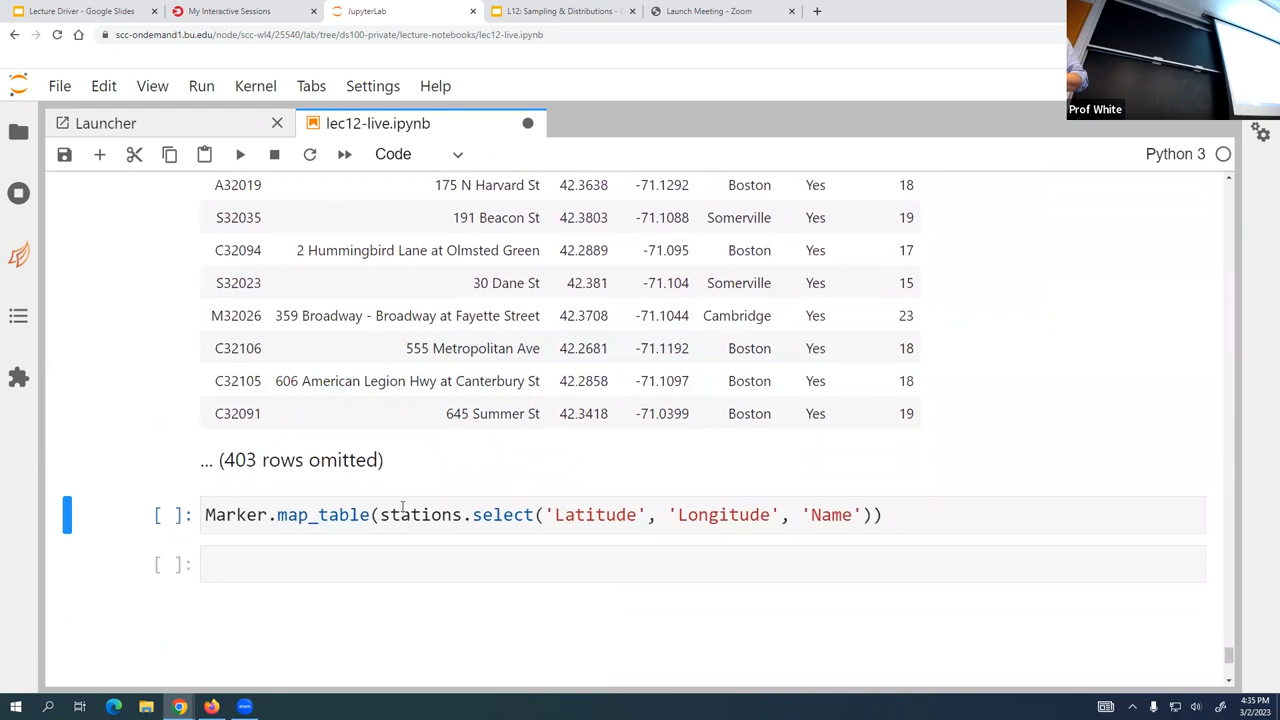 Lecture Driver - Google Slides
My Interactive Sessions
JupyterLab
L12: Sampling & Distributions -
Launch Meeting - Zoom
scc-ondemand1.bu.edu/node/scc-wl4/25540/lab/tree/ds100-private/lecture-notebooks/lec12-live.ipynb
Prof White
File Edit View Run Kernel Tabs Settings Help
Launcher
lec12-live.ipynb
Code
Python 3
A32019 175 N Harvard St 42.3638 -71.1292 Boston Yes 18
S32035 191 Beacon St 42.3803 -71.1088 Somerville Yes 19
C32094 2 Hummingbird Lane at Olmsted Green 42.2889 -71.095 Boston Yes 17
S32023 30 Dane St 42.381 -71.104 Somerville Yes 15
M32026 359 Broadway - Broadway at Fayette Street 42.3708 -71.1044 Cambridge Yes 23
C32106 555 Metropolitan Ave 42.2681 -71.1192 Boston Yes 18
C32105 606 American Legion Hwy at Canterbury St 42.2858 -71.1097 Boston Yes 18
C32091 645 Summer St 42.3418 -71.0399 Boston Yes 19
... (403 rows omitted)
[ ]: Marker.map_table(stations.select('Latitude', 'Longitude', 'Name'))
[ ]:
4:35 PM
3/2/2023